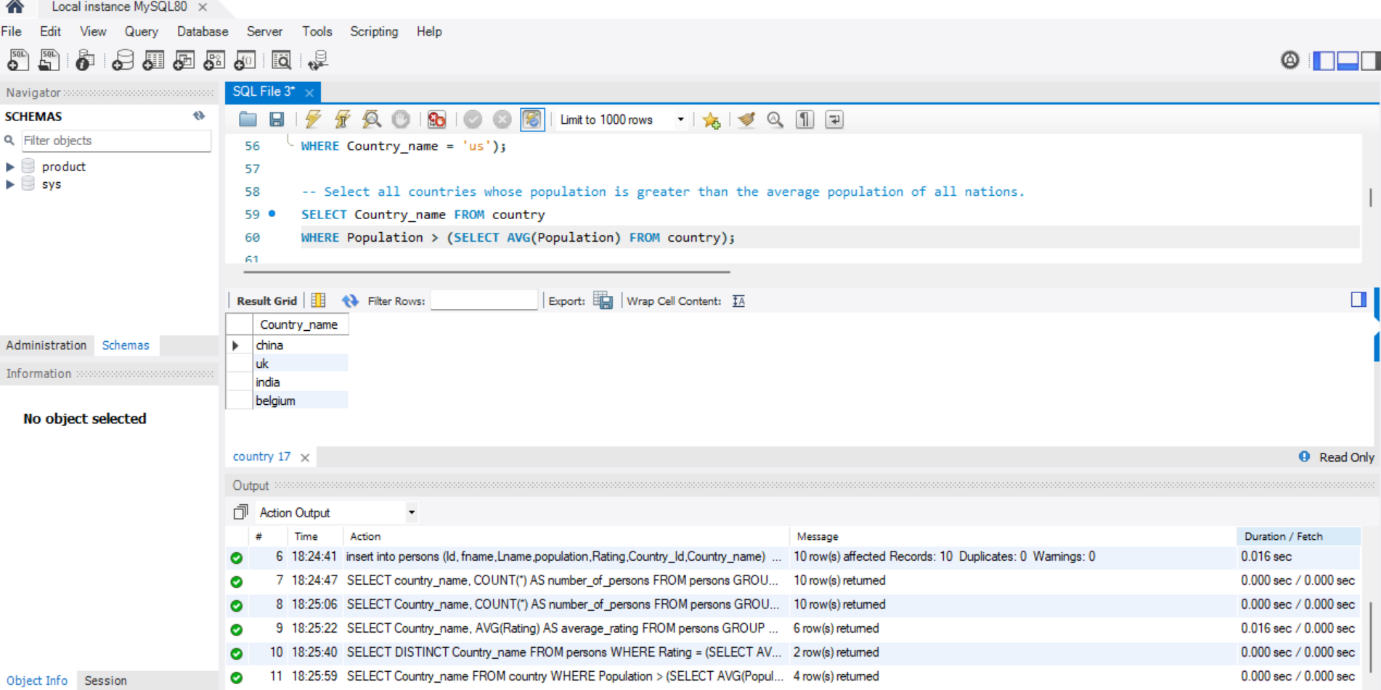 Local instance MySQL80 ×
File Edit View Query Database Server Tools Scripting Help
Navigator
SCHEMAS
Filter objects
product
sys
Administration Schemas
Information
No object selected
Object Info Session
SQL File 3* ×
Limit to 1000 rows
56 WHERE Country_name = 'us');
57
58 -- Select all countries whose population is greater than the average population of all nations.
59 SELECT Country_name FROM country
60 WHERE Population > (SELECT AVG(Population) FROM country);
61
Result Grid Filter Rows: Export: Wrap Cell Content:
Country_name
china
uk
india
belgium
country 17 × Read Only
Output
Action Output
# Time Action Message Duration / Fetch
6 18:24:41 insert into persons (Id, fname,Lname,population,Rating,Country_Id,Country_name) ... 10 row(s) affected Records: 10 Duplicates: 0 Warnings: 0 0.016 sec
7 18:24:47 SELECT country_name, COUNT(*) AS number_of_persons FROM persons GROU... 10 row(s) returned 0.000 sec / 0.000 sec
8 18:25:06 SELECT Country_name, COUNT(*) AS number_of_persons FROM persons GROU... 10 row(s) returned 0.000 sec / 0.000 sec
9 18:25:22 SELECT Country_name, AVG(Rating) AS average_rating FROM persons GROUP ... 6 row(s) returned 0.016 sec / 0.000 sec
10 18:25:40 SELECT DISTINCT Country_name FROM persons WHERE Rating = (SELECT AV... 2 row(s) returned 0.000 sec / 0.000 sec
11 18:25:59 SELECT Country_name FROM country WHERE Population > (SELECT AVG(Popul... 4 row(s) returned 0.000 sec / 0.000 sec